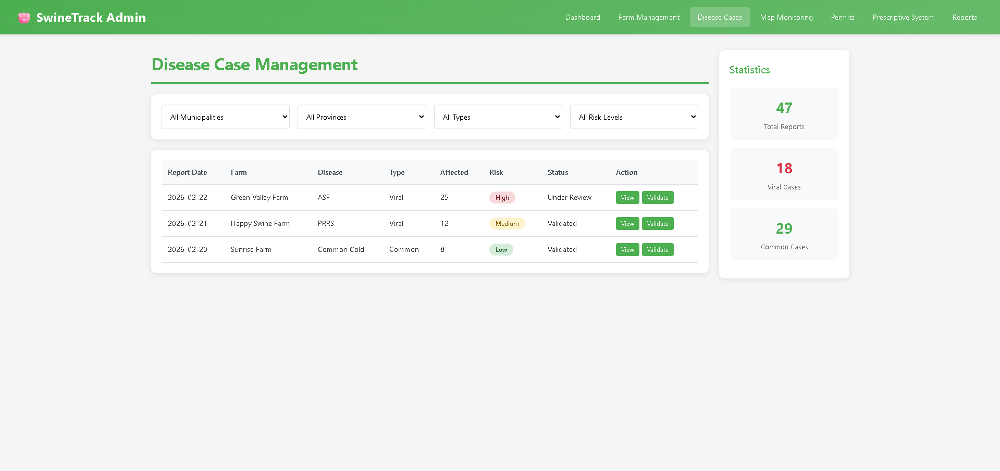 SwineTrack Admin
Dashboard Farm Management Disease Cases Map Monitoring Permits Prescriptive System Reports
Disease Case Management
All Municipalities All Provinces All Types All Risk Levels
Report Date Farm Disease Type Affected Risk Status Action
2026-02-22 Green Valley Farm ASF Viral 25 High Under Review View Validate
2026-02-21 Happy Swine Farm PRRS Viral 12 Medium Validated View Validate
2026-02-20 Sunrise Farm Common Cold Common 8 Low Validated View Validate
Statistics
47
Total Reports
18
Viral Cases
29
Common Cases